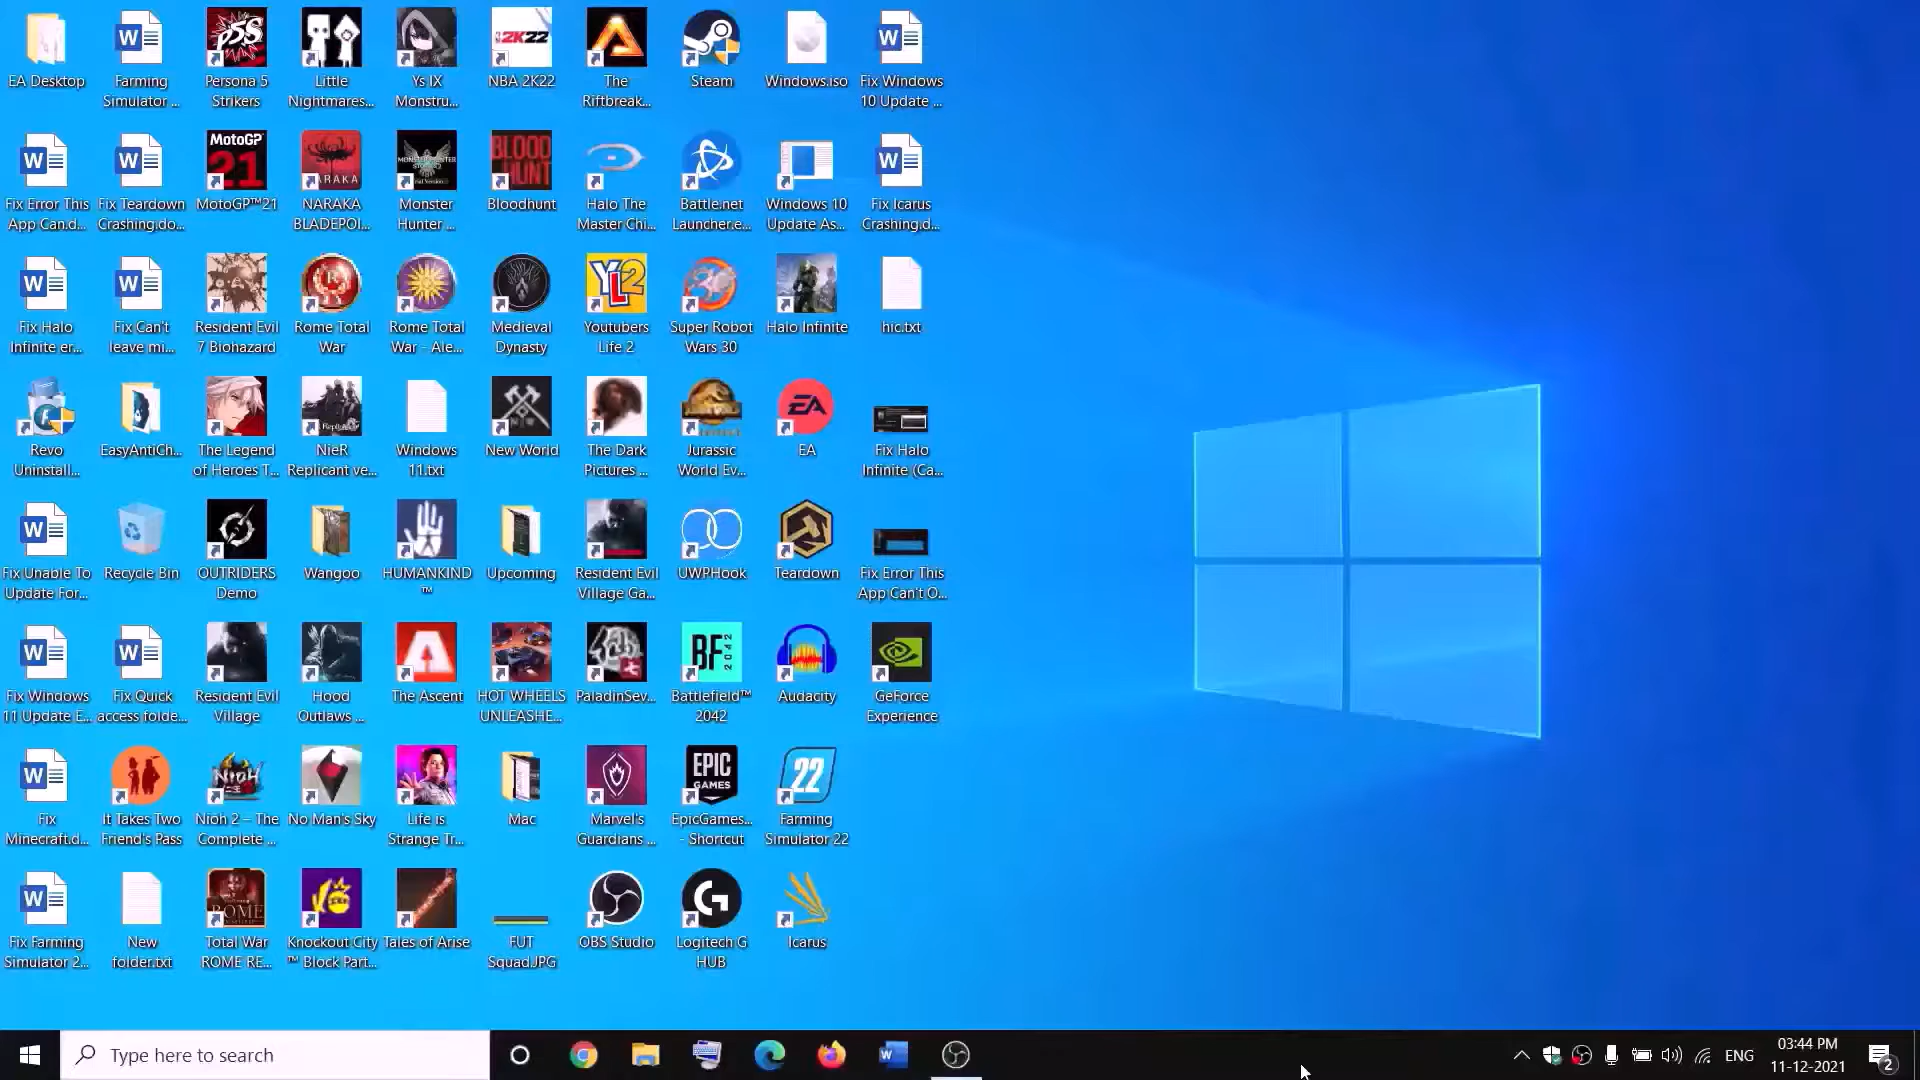 EA Desktop
Farming
Simulator ...
Persona 5
Strikers
Little
Nightmares...
Ys IX
Monstru...
NBA 2K22
The
Riftbreak...
Steam
Windows.iso
Fix Windows
10 Update ...
Fix Error This
App Can.d...
Fix Teardown
Crashing.do...
MotoGP™21
NARAKA
BLADEPOI...
Monster
Hunter ...
Bloodhunt
Halo The
Master Chi...
Battle.net
Launcher.e...
Windows 10
Update As...
Fix Icarus
Crashing.d...
Fix Halo
Infinite er...
Fix Can't
leave mi...
Resident Evil
7 Biohazard
Rome Total
War
Rome Total
War - Ale...
Medieval
Dynasty
Youtubers
Life 2
Super Robot
Wars 30
Halo Infinite
hic.txt
Revo
Uninstall...
EasyAntiCh...
The Legend
of Heroes T...
NieR
Replicant ve...
Windows
11.txt
New World
The Dark
Pictures ...
Jurassic
World Ev...
EA
Fix Halo
Infinite (Ca...
Fix Unable To
Update For...
Recycle Bin
OUTRIDERS
Demo
Wangoo
HUMANKIND
™
Upcoming
Resident Evil
Village Ga...
UWPHook
Teardown
Fix Error This
App Can't O...
Fix Windows
11 Update E...
Fix Quick
access folde...
Resident Evil
Village
Hood
Outlaws ...
The Ascent
HOT WHEELS
UNLEASHE...
PaladinSev...
Battlefield™
2042
Audacity
GeForce
Experience
Fix
Minecraft.d...
It Takes Two
Friend's Pass
Nioh 2 – The
Complete ...
No Man's Sky
Life is
Strange Tr...
Mac
Marvel's
Guardians ...
EpicGames...
- Shortcut
Farming
Simulator 22
Fix Farming
Simulator 2...
New
folder.txt
Total War
ROME RE...
Knockout City
™ Block Part...
Tales of Arise
FUT
Squad.JPG
OBS Studio
Logitech G
HUB
Icarus
Type here to search
ENG
03:44 PM
11-12-2021
2